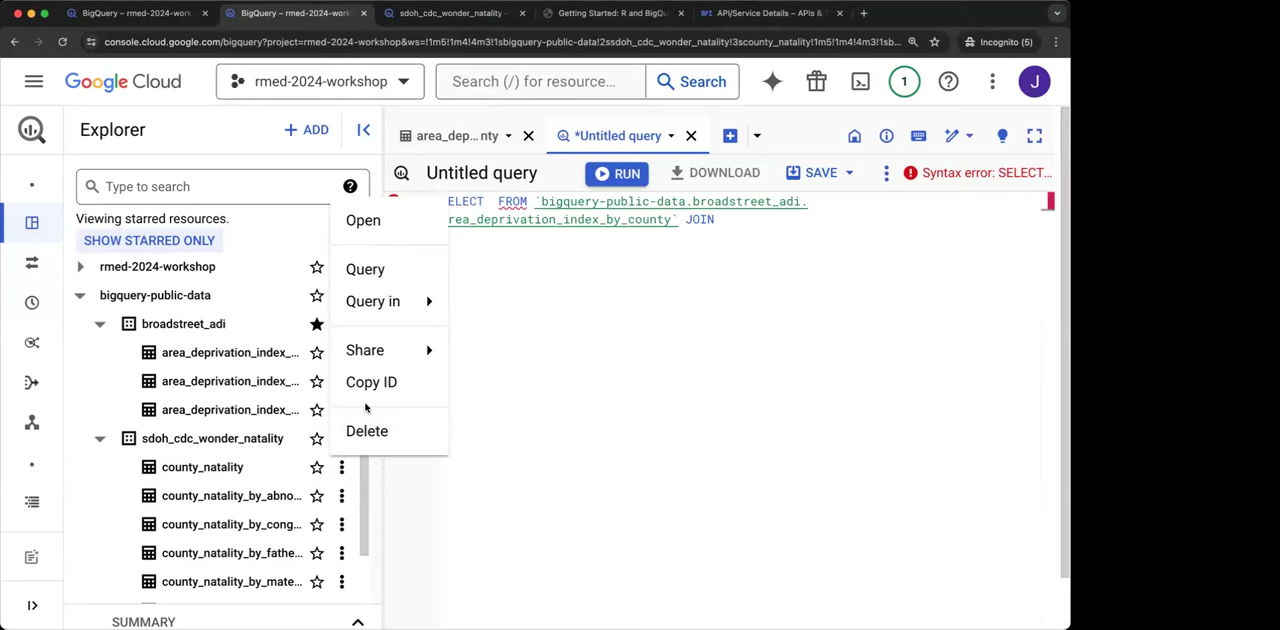 BigQuery – rmed-2024-work...
BigQuery – rmed-2024-work...
sdoh_cdc_wonder_natality –
Getting Started: R and BigQu
API API/Service Details – APIs &
console.cloud.google.com/bigquery?project=rmed-2024-workshop&ws=!1m5!1m4!4m3!1sbigquery-public-data!2ssdoh_cdc_wonder_natality!3scounty_natality!1m5!1m4!4m3!1sb...
Incognito (5)
Google Cloud
rmed-2024-workshop
Search (/) for resource...
Search
1
J
Explorer
+ ADD
area_dep... nty
*Untitled query
Untitled query
RUN
DOWNLOAD
SAVE
Syntax error: SELECT...
Type to search
Viewing starred resources.
SHOW STARRED ONLY
rmed-2024-workshop
bigquery-public-data
broadstreet_adi
area_deprivation_index_...
area_deprivation_index_...
area_deprivation_index_...
sdoh_cdc_wonder_natality
county_natality
county_natality_by_abno...
county_natality_by_cong...
county_natality_by_fathe...
county_natality_by_mate...
SUMMARY
Open
Query
Query in
Share
Copy ID
Delete
ELECT FROM `bigquery-public-data.broadstreet_adi.
rea_deprivation_index_by_county` JOIN